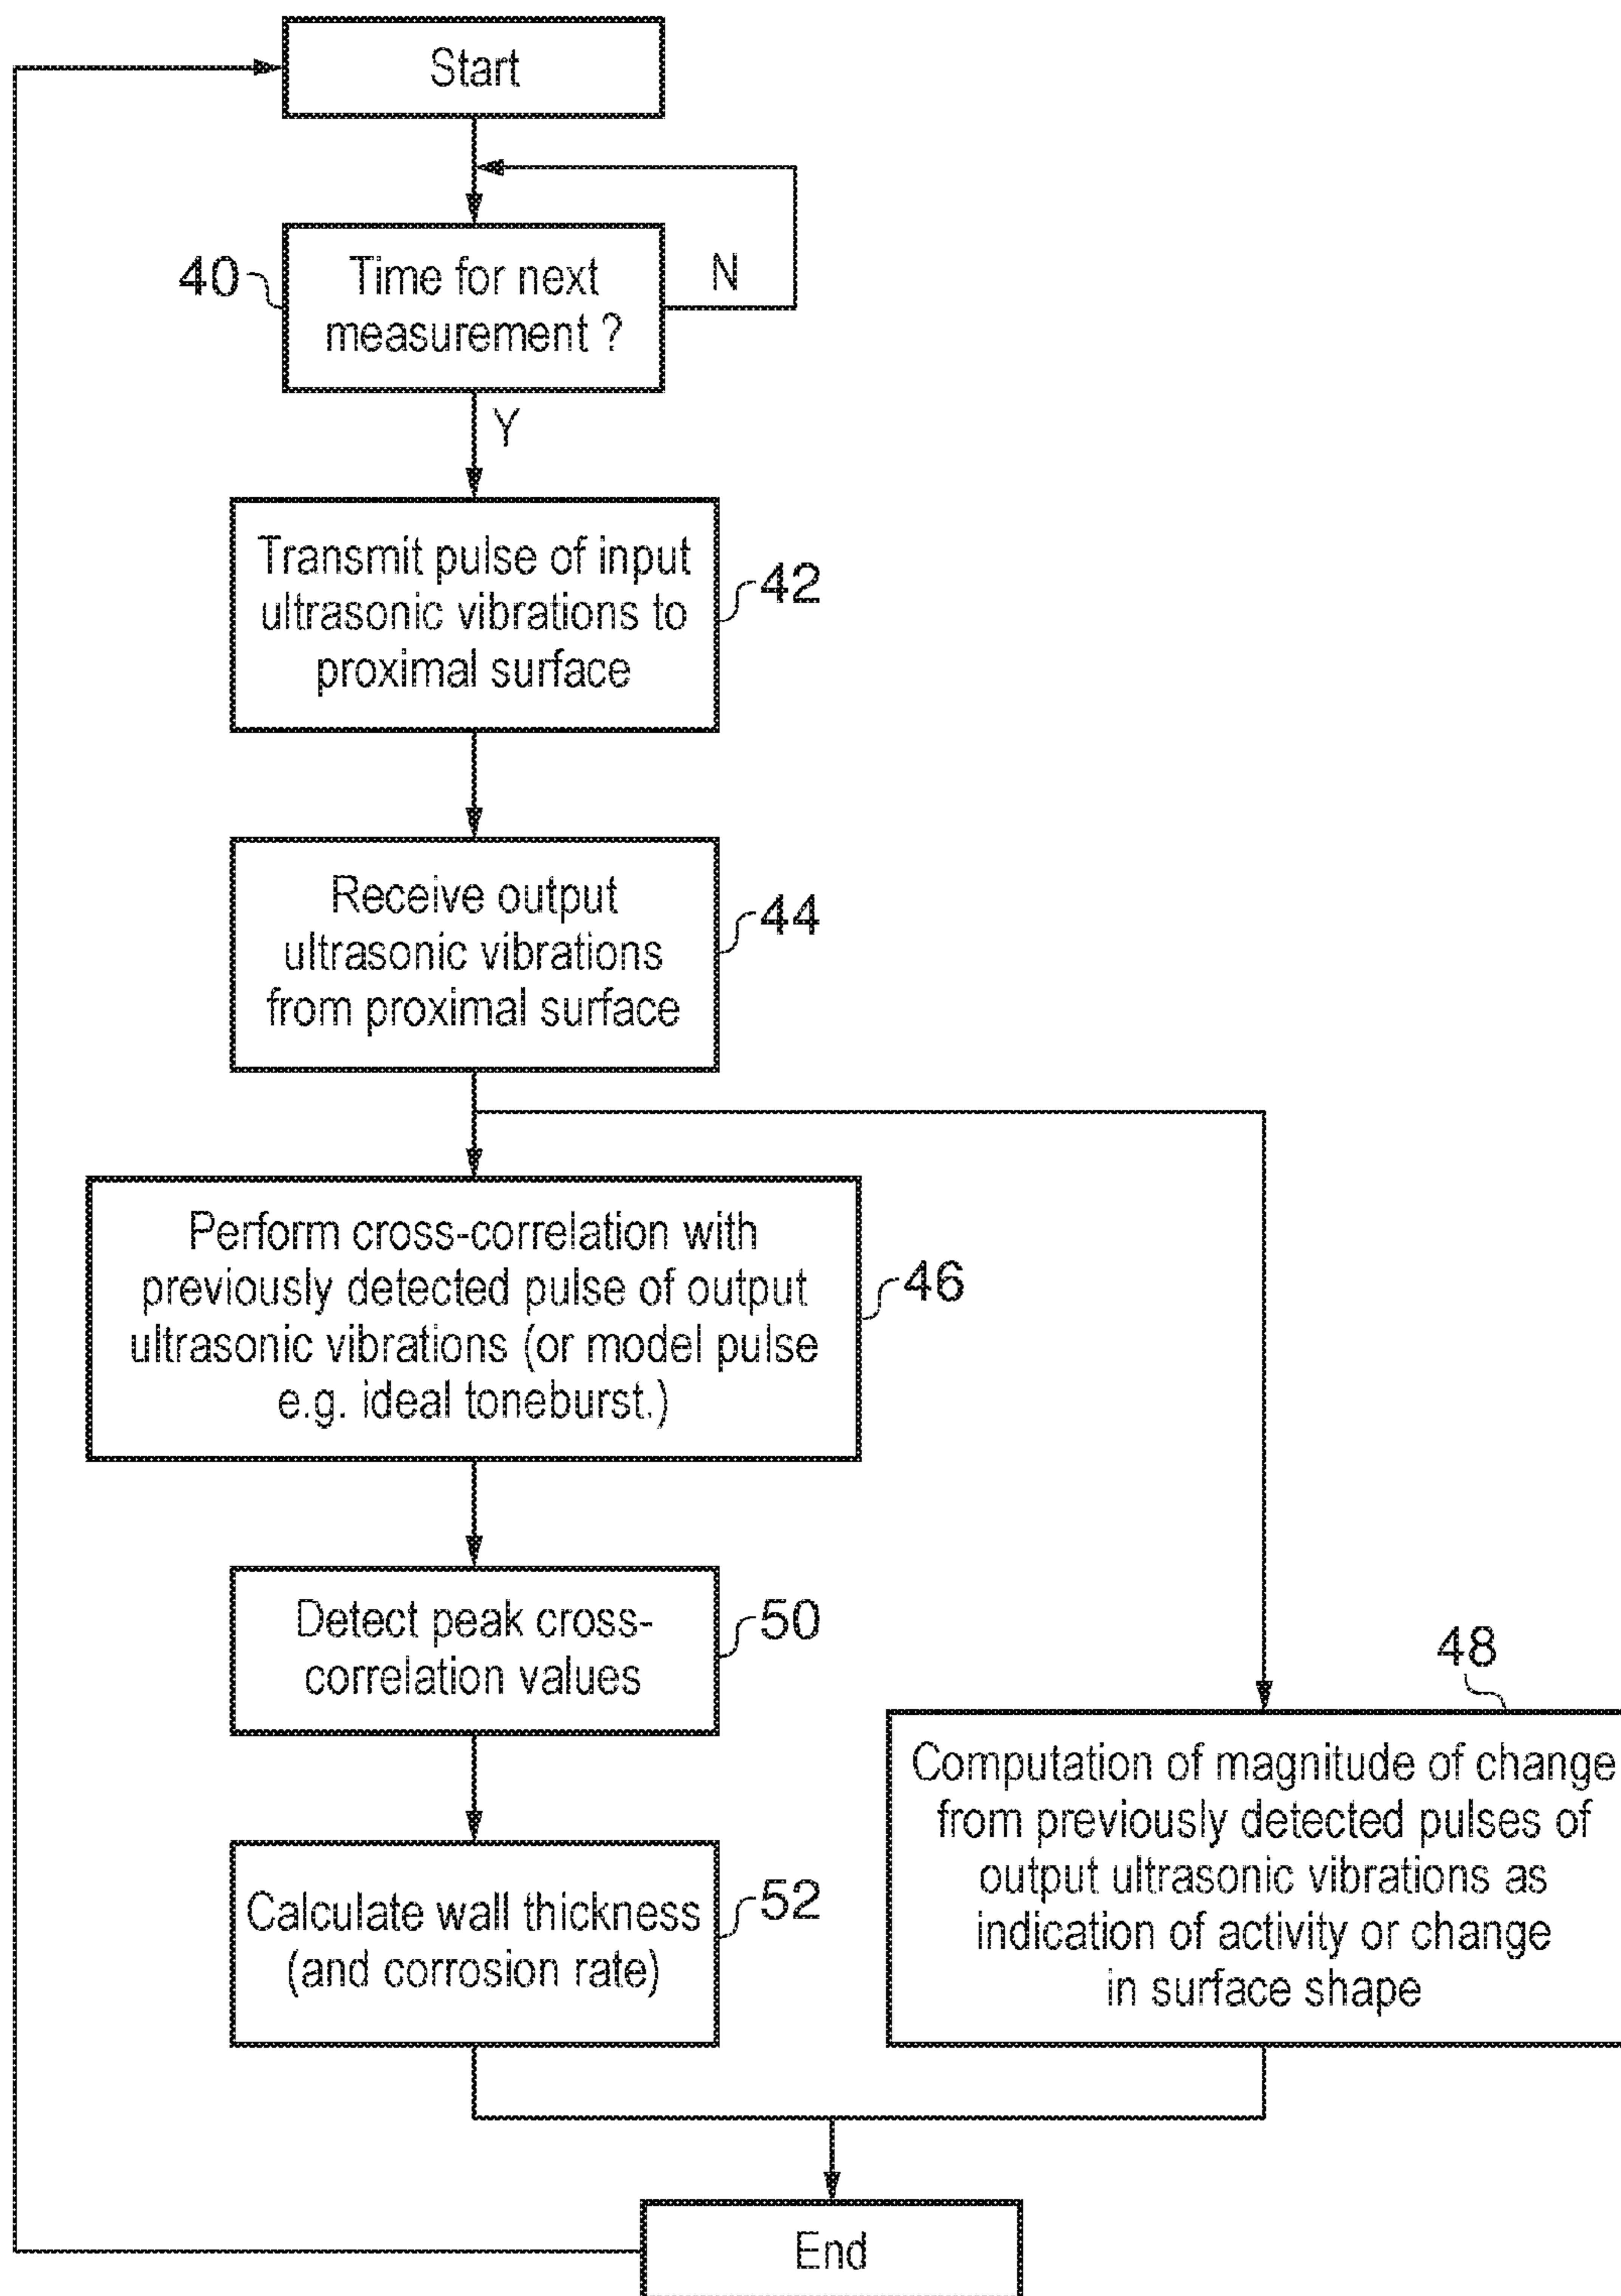 Start
40
Time for next
measurement ?
N
Y
Transmit pulse of input
ultrasonic vibrations to
proximal surface
42
Receive output
ultrasonic vibrations
from proximal surface
44
Perform cross-correlation with
previously detected pulse of output
ultrasonic vibrations (or model pulse
e.g. ideal toneburst.)
46
Detect peak cross-
correlation values
50
Calculate wall thickness
(and corrosion rate)
52
48
Computation of magnitude of change
from previously detected pulses of
output ultrasonic vibrations as
indication of activity or change
in surface shape
End